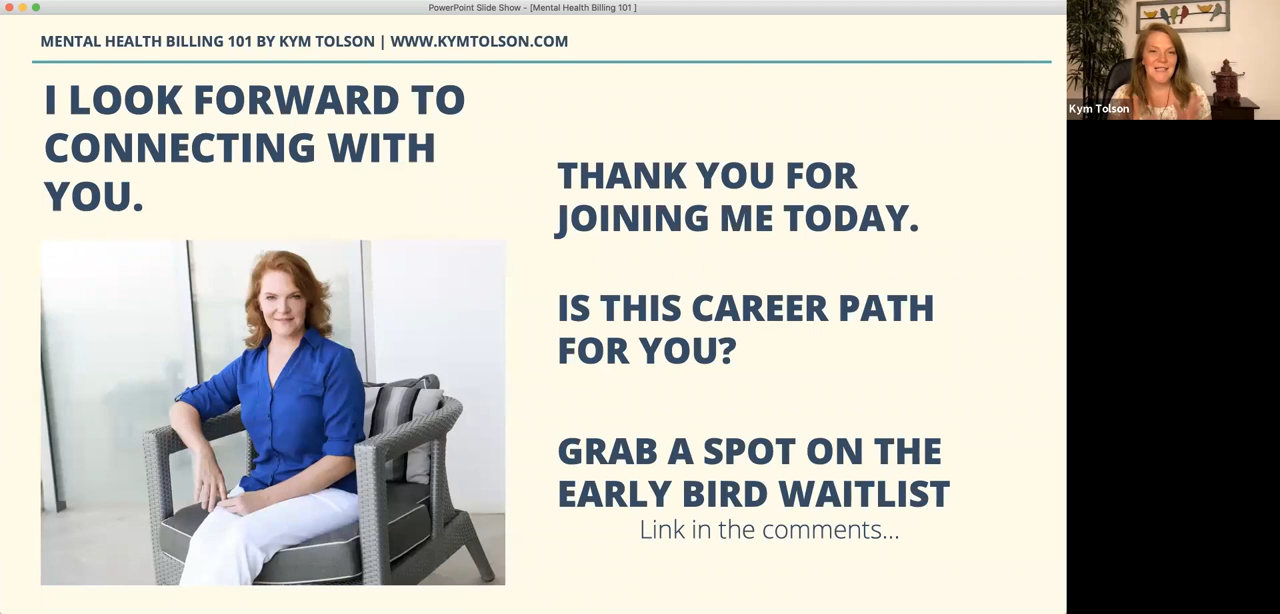 PowerPoint Slide Show - [Mental Health Billing 101 ]
MENTAL HEALTH BILLING 101 BY KYM TOLSON | WWW.KYMTOLSON.COM
I LOOK FORWARD TO
CONNECTING WITH
YOU.
THANK YOU FOR
JOINING ME TODAY.
IS THIS CAREER PATH
FOR YOU?
GRAB A SPOT ON THE
EARLY BIRD WAITLIST
Link in the comments...
Kym Tolson